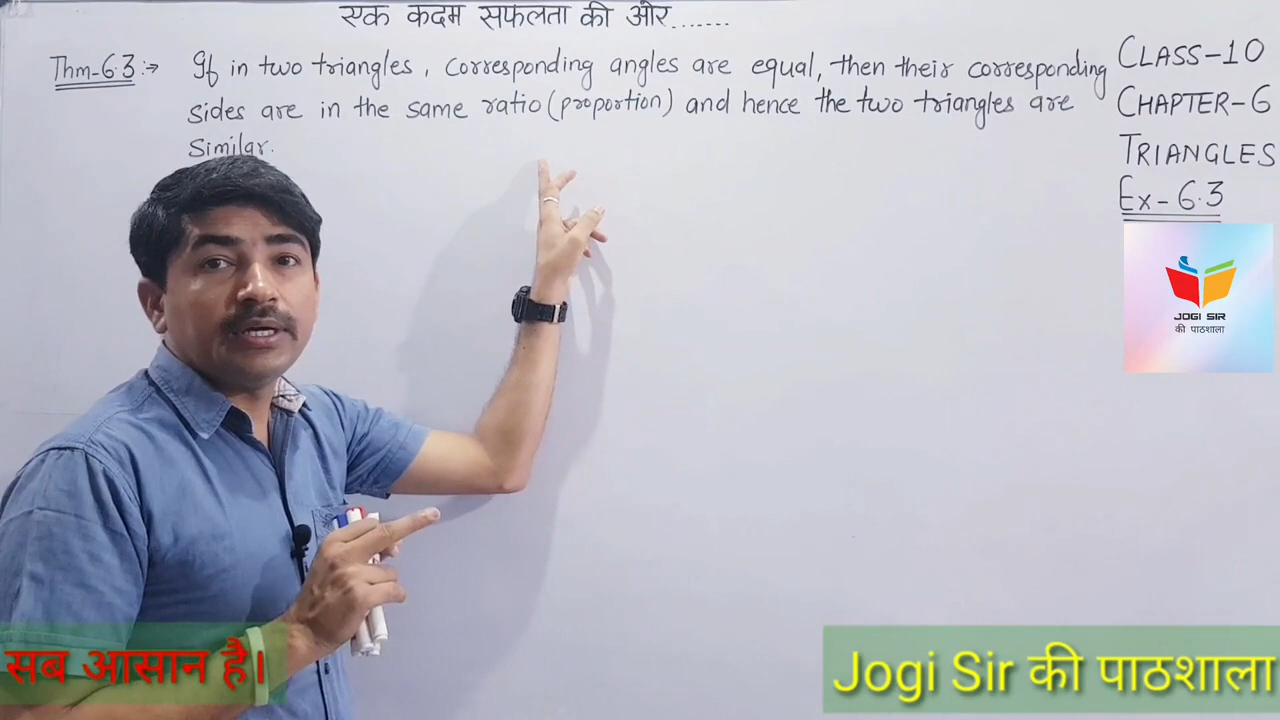 एक कदम सफलता की ओर.......
Thm-6.3:→ If in two triangles, corresponding angles are equal, then their corresponding
sides are in the same ratio (proportion) and hence the two triangles are
Similar.
CLASS-10
CHAPTER-6
TRIANGLES
Ex-6.3
JOGI SIR
की पाठशाला
सब आसान है।
Jogi Sir की पाठशाला